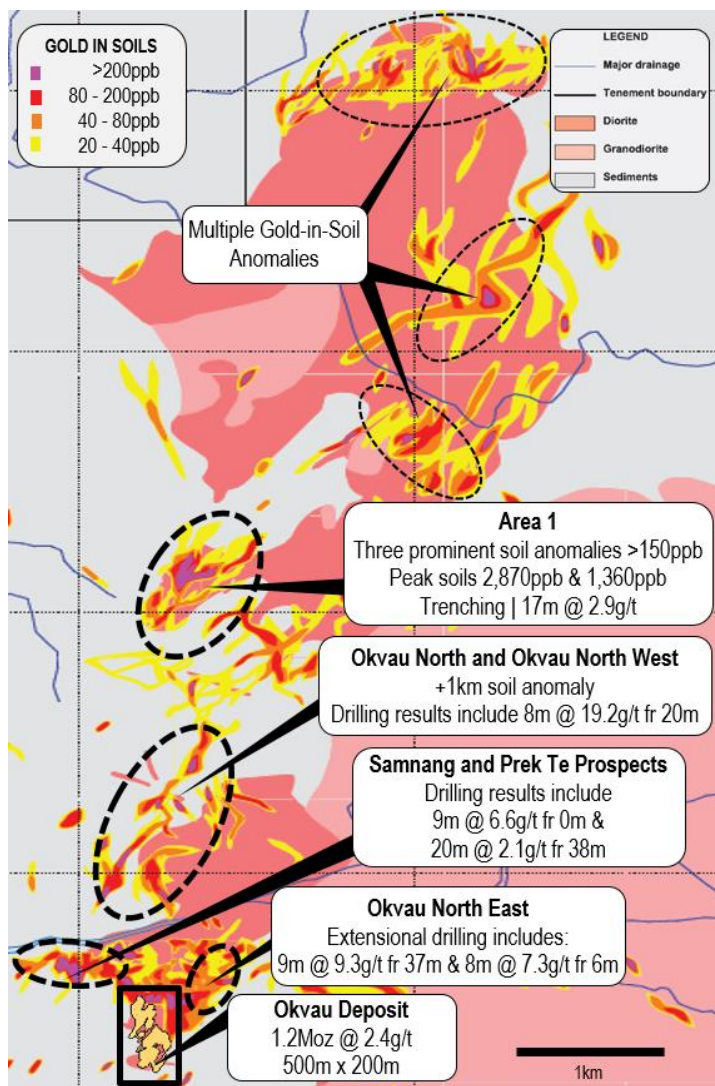 GOLD IN SOILS
>200ppb
80 - 200ppb
40 - 80ppb
20 - 40ppb
LEGEND
Major drainage
Tenement boundary
Diorite
Granodiorite
Sediments
Multiple Gold-in-Soil
Anomalies
Area 1
Three prominent soil anomalies >150ppb
Peak soils 2,870ppb & 1,360ppb
Trenching | 17m @ 2.9g/t
Okvau North and Okvau North West
+1km soil anomaly
Drilling results include 8m @ 19.2g/t fr 20m
Samnang and Prek Te Prospects
Drilling results include
9m @ 6.6g/t fr 0m &
20m @ 2.1g/t fr 38m
Okvau North East
Extensional drilling includes:
9m @ 9.3g/t fr 37m & 8m @ 7.3g/t fr 6m
Okvau Deposit
1.2Moz @ 2.4g/t
500m x 200m
1km